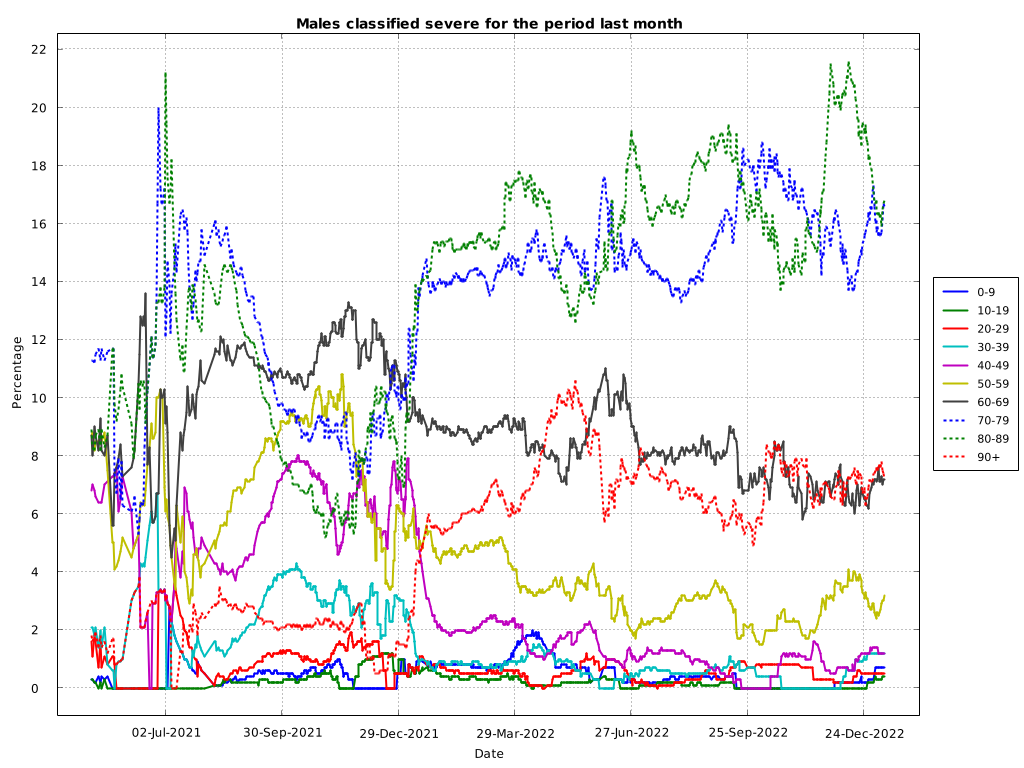 Males classified severe for the period last month
22
20
18
16
14
12
10
8
6
4
2
0
Percentage
02-Jul-2021
30-Sep-2021
29-Dec-2021
29-Mar-2022
27-Jun-2022
25-Sep-2022
24-Dec-2022
Date
0-9
10-19
20-29
30-39
40-49
50-59
60-69
70-79
80-89
90+